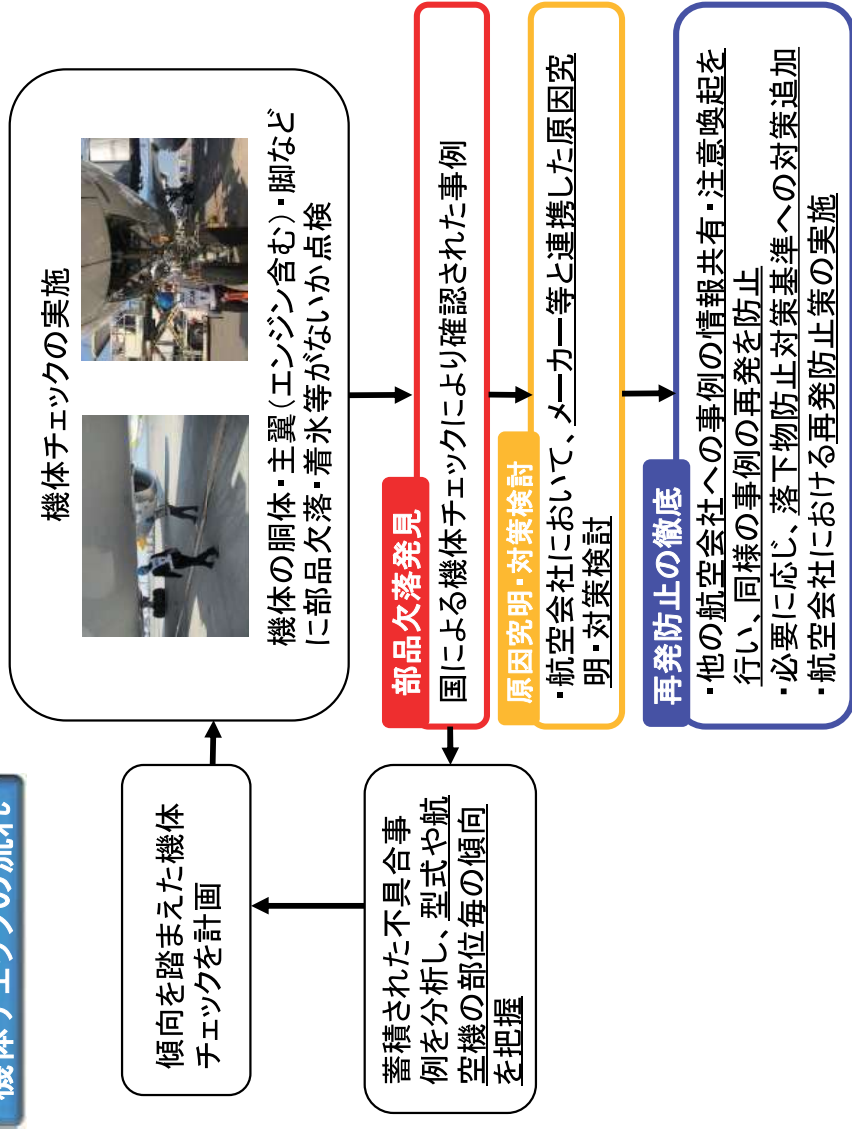 機体チェックの流れ
傾向を踏まえた機体
チェックを計画
蓄積された不具合事
例を分析し、型式や航
空機の部位毎の傾向
を把握
機体チェックの実施
機体の胴体・主翼（エンジン含む）・脚など
に部品欠落・着氷等がないか点検
部品欠落発見
国による機体チェックにより確認された事例
原因究明・対策検討
・航空会社において、メーカー等と連携した原因究
明・対策検討
再発防止の徹底
・他の航空会社への事例の情報共有・注意喚起を
行い、同様の事例の再発を防止
・必要に応じ、落下物防止対策基準への対策追加
・航空会社における再発防止策の実施